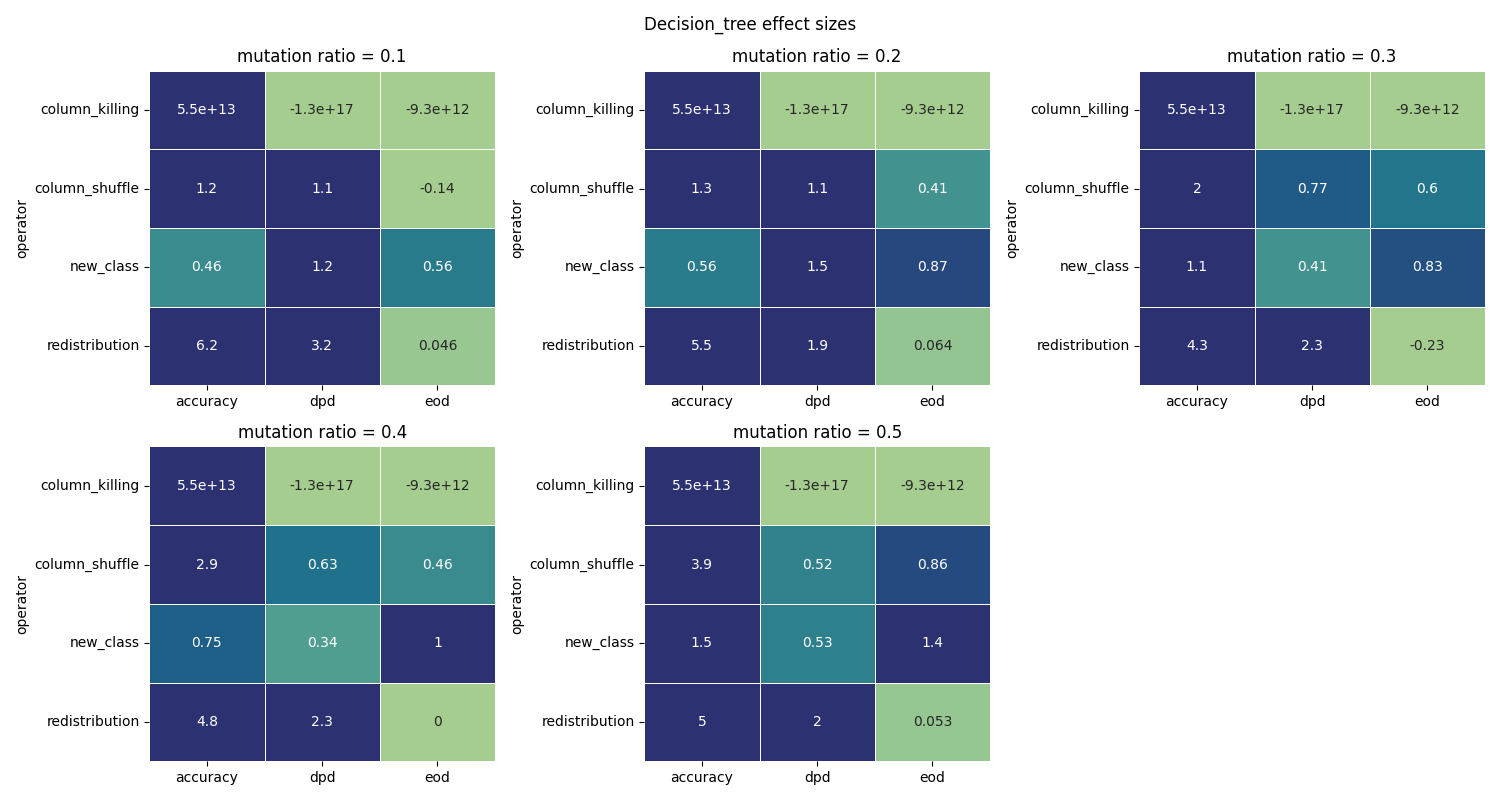 Decision_tree effect sizes
mutation ratio = 0.1
column_killing 5.5e+13 -1.3e+17 -9.3e+12
column_shuffle 1.2 1.1 -0.14
new_class 0.46 1.2 0.56
redistribution 6.2 3.2 0.046
operator
accuracy dpd eod
mutation ratio = 0.2
column_killing 5.5e+13 -1.3e+17 -9.3e+12
column_shuffle 1.3 1.1 0.41
new_class 0.56 1.5 0.87
redistribution 5.5 1.9 0.064
operator
accuracy dpd eod
mutation ratio = 0.3
column_killing 5.5e+13 -1.3e+17 -9.3e+12
column_shuffle 2 0.77 0.6
new_class 1.1 0.41 0.83
redistribution 4.3 2.3 -0.23
operator
accuracy dpd eod
mutation ratio = 0.4
column_killing 5.5e+13 -1.3e+17 -9.3e+12
column_shuffle 2.9 0.63 0.46
new_class 0.75 0.34 1
redistribution 4.8 2.3 0
operator
accuracy dpd eod
mutation ratio = 0.5
column_killing 5.5e+13 -1.3e+17 -9.3e+12
column_shuffle 3.9 0.52 0.86
new_class 1.5 0.53 1.4
redistribution 5 2 0.053
operator
accuracy dpd eod